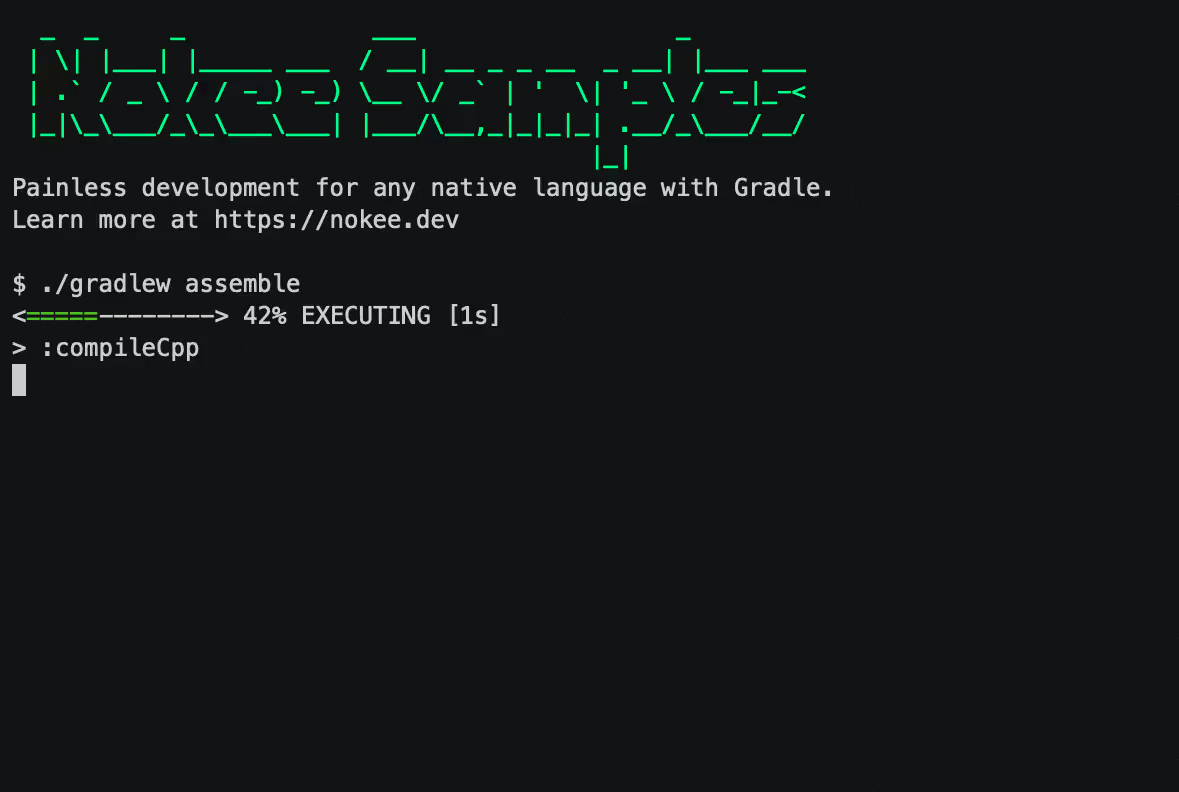 Nokee Samples
Painless development for any native language with Gradle.
Learn more at https://nokee.dev
$ ./gradlew assemble
<=====--------> 42% EXECUTING [1s]
> :compileCpp